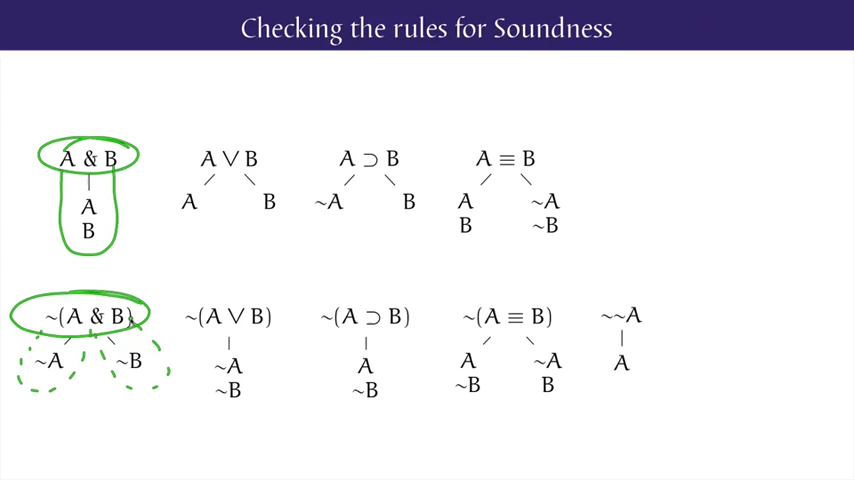 Checking the rules for Soundness
A & B
A
B
A ∨ B
A B
A ⊃ B
~A B
A ≡ B
A ~A
B ~B
~(A & B)
~A ~B
~(A ∨ B)
~A
~B
~(A ⊃ B)
A
~B
~(A ≡ B)
A ~A
~B B
~~A
A